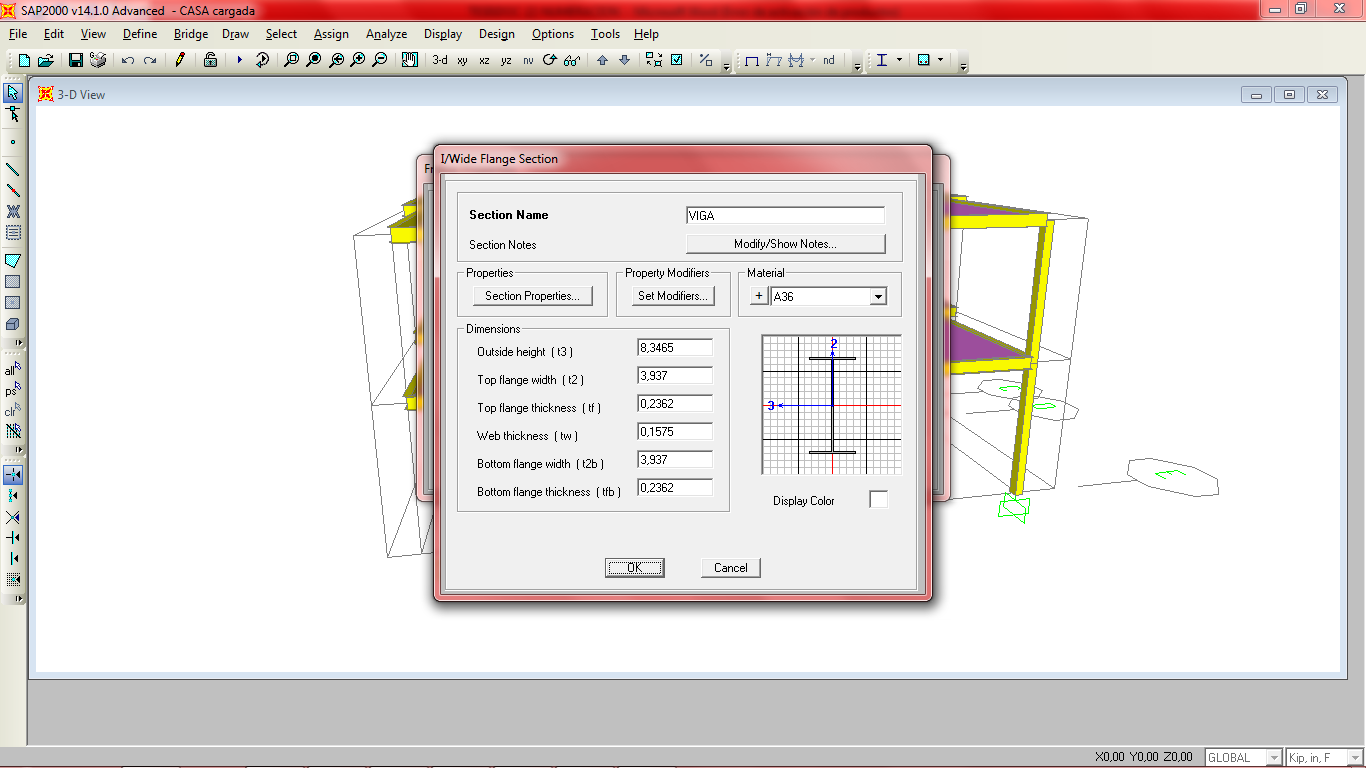 SAP2000 v14.1.0 Advanced - CASA cargada
File Edit View Define Bridge Draw Select Assign Analyze Display Design Options Tools Help
3-d xy xz yz nv nd
3-D View
I/Wide Flange Section
Section Name VIGA
Section Notes Modify/Show Notes...
Properties Property Modifiers Material
Section Properties... Set Modifiers... + A36
Dimensions
Outside height ( t3 ) 8,3465
Top flange width ( t2 ) 3,937
Top flange thickness ( tf ) 0,2362
Web thickness ( tw ) 0,1575
Bottom flange width ( t2b ) 3,937
Bottom flange thickness ( tfb ) 0,2362
2
3
Display Color
OK Cancel
all
ps
clr
X0,00 Y0,00 Z0,00 GLOBAL Kip, in, F